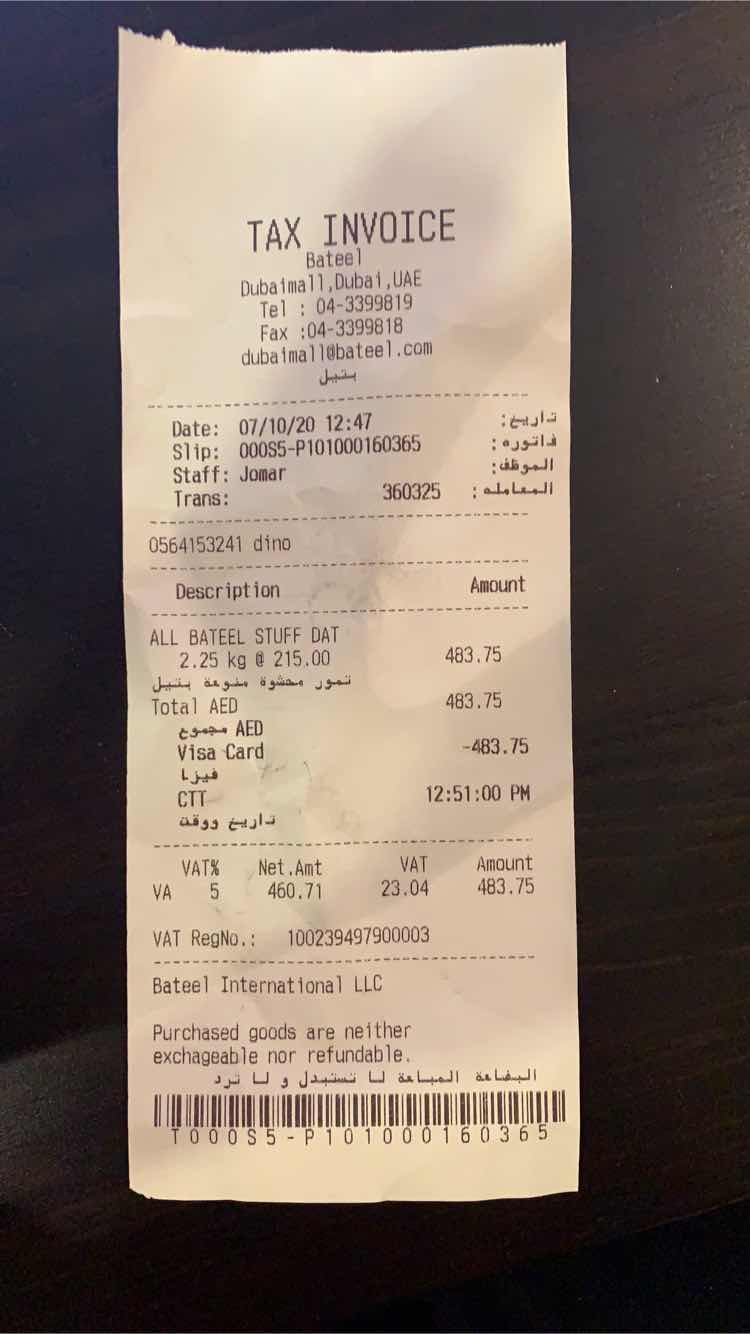 TAX INVOICE
Bateel
Dubaimall,Dubai,UAE
Tel : 04-3399819
Fax :04-3399818
dubaimall@bateel.com
بتيل
Date: 07/10/20 12:47 تاريخ:
Slip: 000S5-P101000160365 فاتوره:
Staff: Jomar الموظف:
Trans: 360325 المعامله:
0564153241 dino
Description Amount
ALL BATEEL STUFF DAT
2.25 kg @ 215.00 483.75
تمور محشوة منوعة بتيل
Total AED 483.75
مجموع AED
Visa Card -483.75
فيزا
CTT 12:51:00 PM
تاريخ ووقت
VAT% Net.Amt VAT Amount
VA 5 460.71 23.04 483.75
VAT RegNo.: 100239497900003
Bateel International LLC
Purchased goods are neither
exchageable nor refundable.
البضاعة المباعة لا تستبدل و لا ترد
T000S5-P101000160365